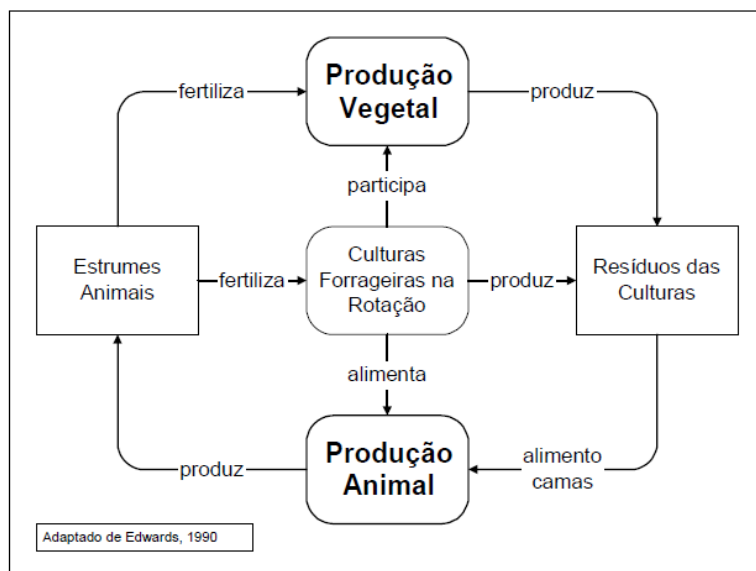 Produção
Vegetal
fertiliza
produz
participa
Estrumes
Animais
fertiliza
Culturas
Forrageiras na
Rotação
produz
Resíduos das
Culturas
alimenta
produz
Produção
Animal
alimento
camas
Adaptado de Edwards, 1990